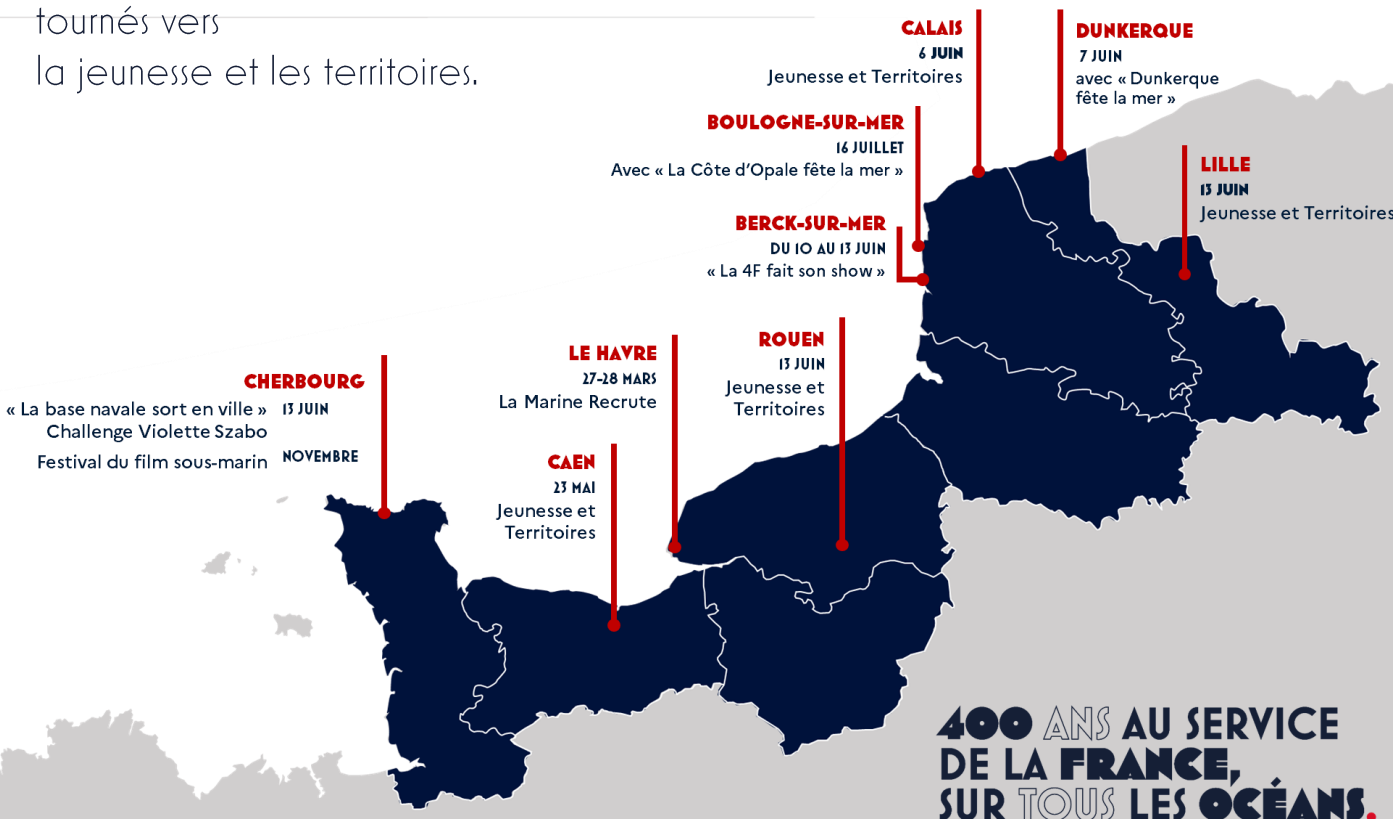 tournés vers
la jeunesse et les territoires.
CALAIS
6 JUIN
Jeunesse et Territoires
DUNKERQUE
7 JUIN
avec « Dunkerque
fête la mer »
BOULOGNE-SUR-MER
16 JUILLET
Avec « La Côte d'Opale fête la mer »
LILLE
13 JUIN
Jeunesse et Territoires
BERCK-SUR-MER
DU 10 AU 13 JUIN
« La 4F fait son show »
ROUEN
13 JUIN
Jeunesse et
Territoires
LE HAVRE
27-28 MARS
La Marine Recrute
CHERBOURG
« La base navale sort en ville » 13 JUIN
Challenge Violette Szabo
Festival du film sous-marin NOVEMBRE
CAEN
23 MAI
Jeunesse et
Territoires
400 ANS AU SERVICE
DE LA FRANCE,
SUR TOUS LES OCÉANS.